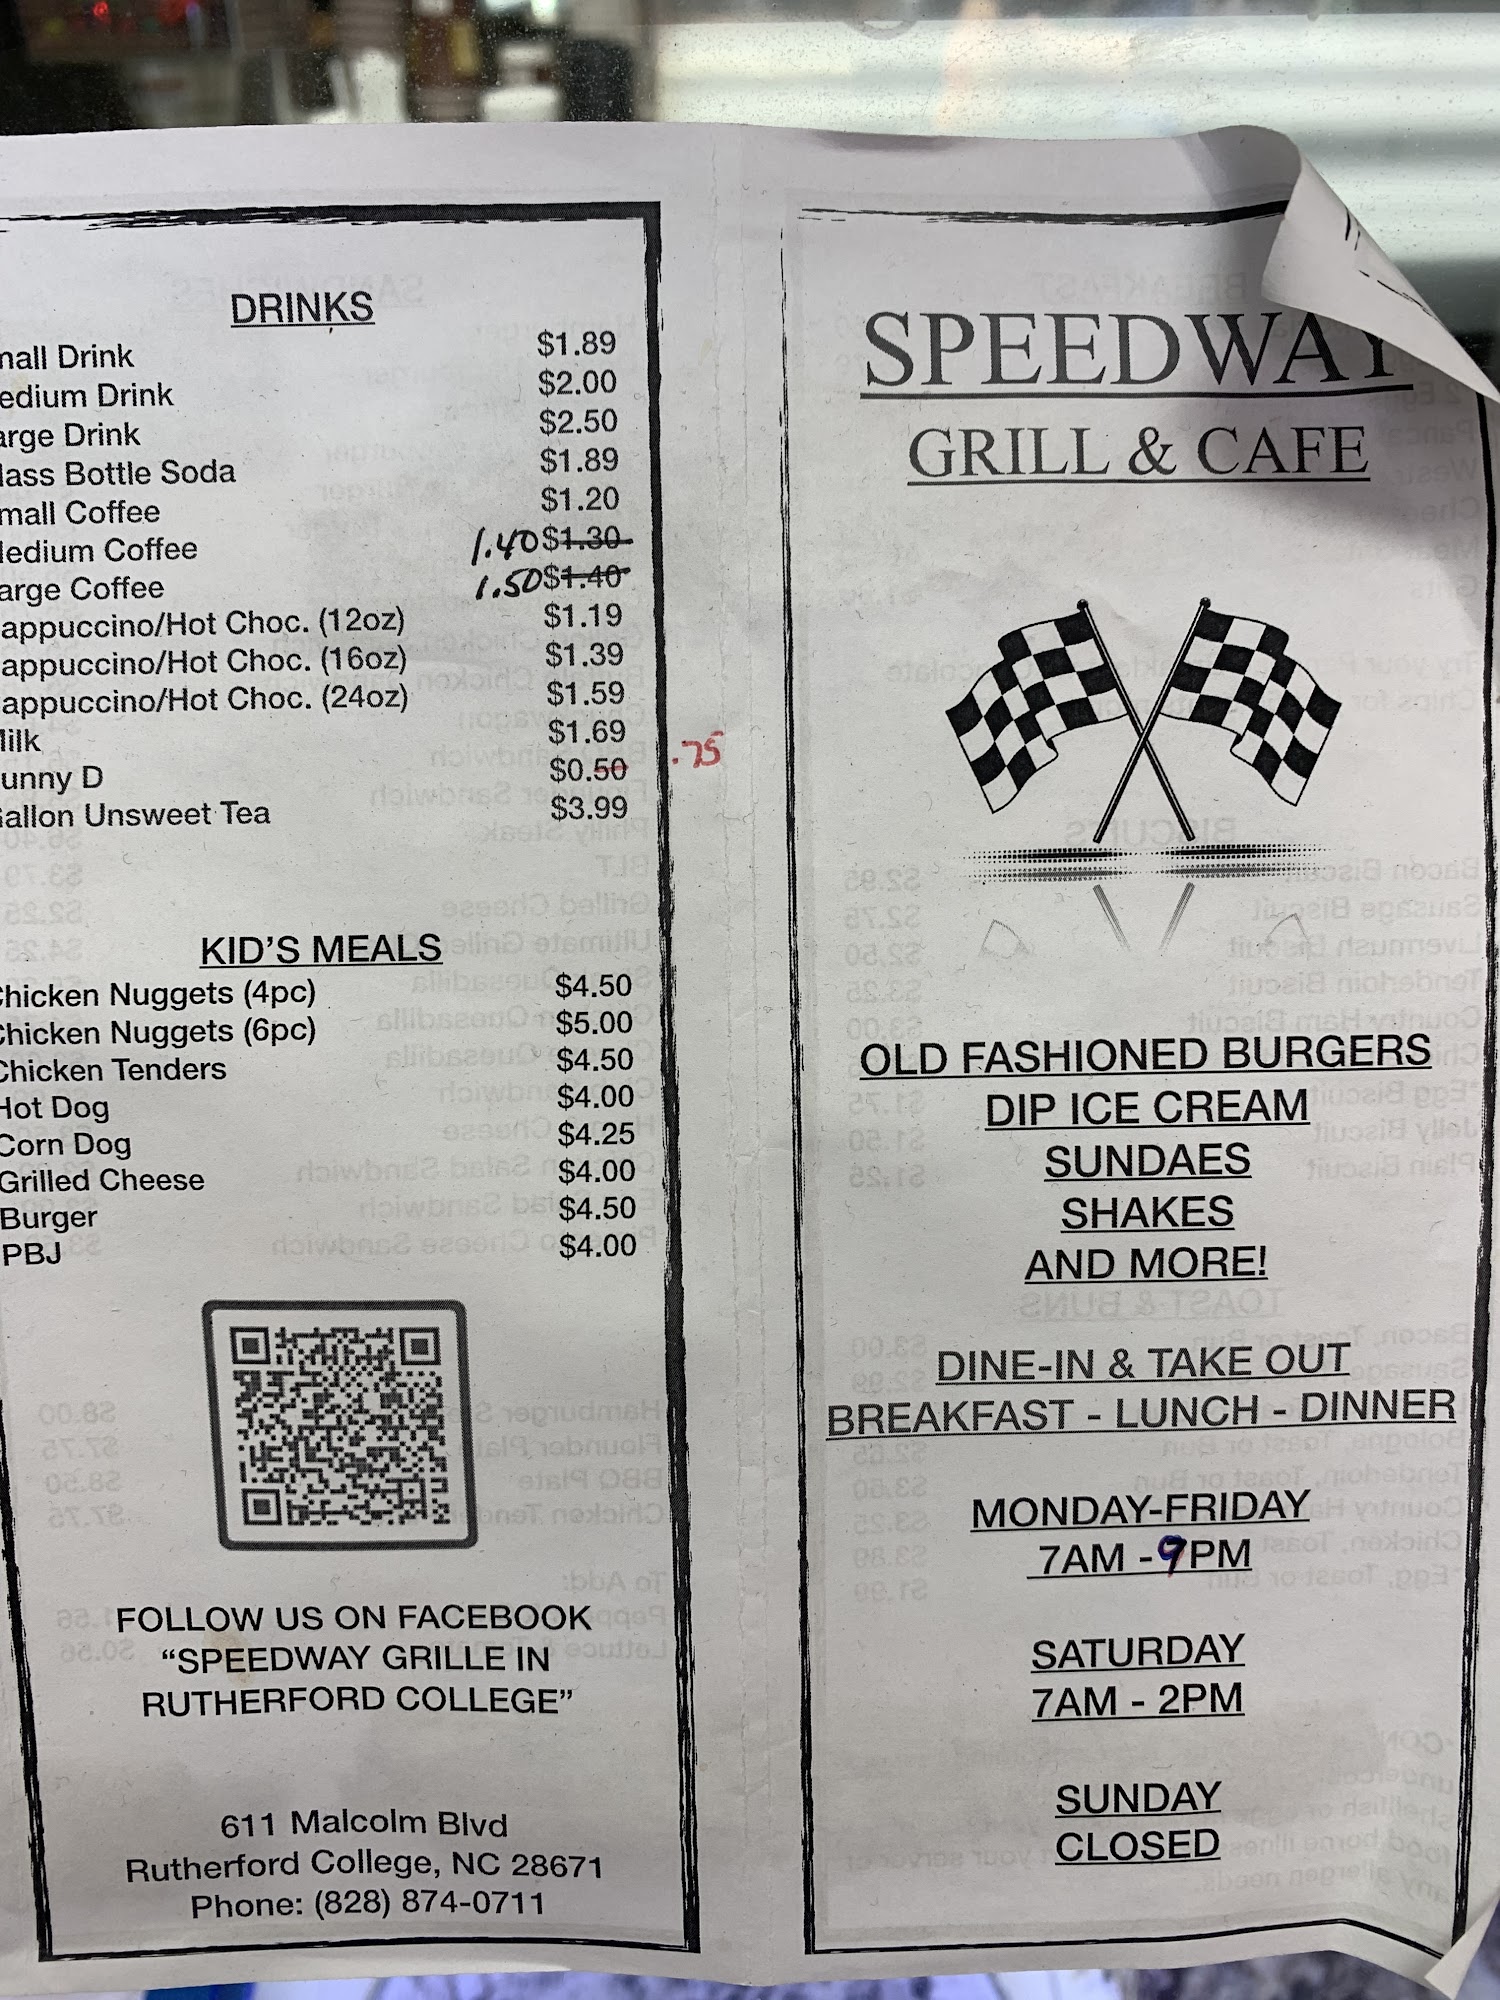 DRINKS
mall Drink $1.89
edium Drink $2.00
arge Drink $2.50
lass Bottle Soda $1.89
mall Coffee $1.20
edium Coffee 1.40 $1.30
arge Coffee 1.50 $1.40
appuccino/Hot Choc. (12oz) $1.19
appuccino/Hot Choc. (16oz) $1.39
appuccino/Hot Choc. (24oz) $1.59
ilk $1.69
unny D $0.50 .75
allon Unsweet Tea $3.99
KID'S MEALS
Chicken Nuggets (4pc) $4.50
Chicken Nuggets (6pc) $5.00
Chicken Tenders $4.50
Hot Dog $4.00
Corn Dog $4.25
Grilled Cheese $4.00
Burger $4.50
PBJ $4.00
FOLLOW US ON FACEBOOK
“SPEEDWAY GRILLE IN
RUTHERFORD COLLEGE”
611 Malcolm Blvd
Rutherford College, NC 28671
Phone: (828) 874-0711
SPEEDWAY
GRILL & CAFE
OLD FASHIONED BURGERS
DIP ICE CREAM
SUNDAES
SHAKES
AND MORE!
DINE-IN & TAKE OUT
BREAKFAST - LUNCH - DINNER
MONDAY-FRIDAY
7AM - 9PM
SATURDAY
7AM - 2PM
SUNDAY
CLOSED